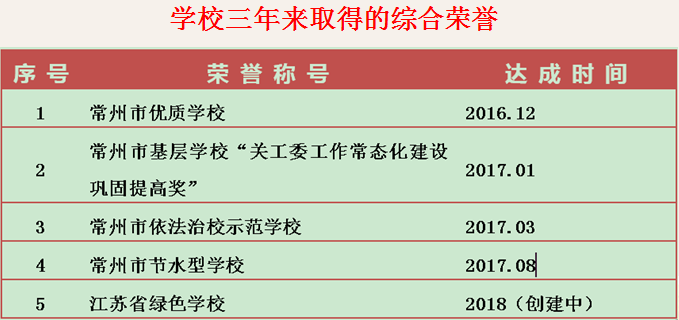 学校三年来取得的综合荣誉
序号 荣誉称号 达成时间
1 常州市优质学校 2016.12
2 常州市基层学校“关工委工作常态化建设 2017.01
巩固提高奖”
3 常州市依法治校示范学校 2017.03
4 常州市节水型学校 2017.08
5 江苏省绿色学校 2018（创建中）